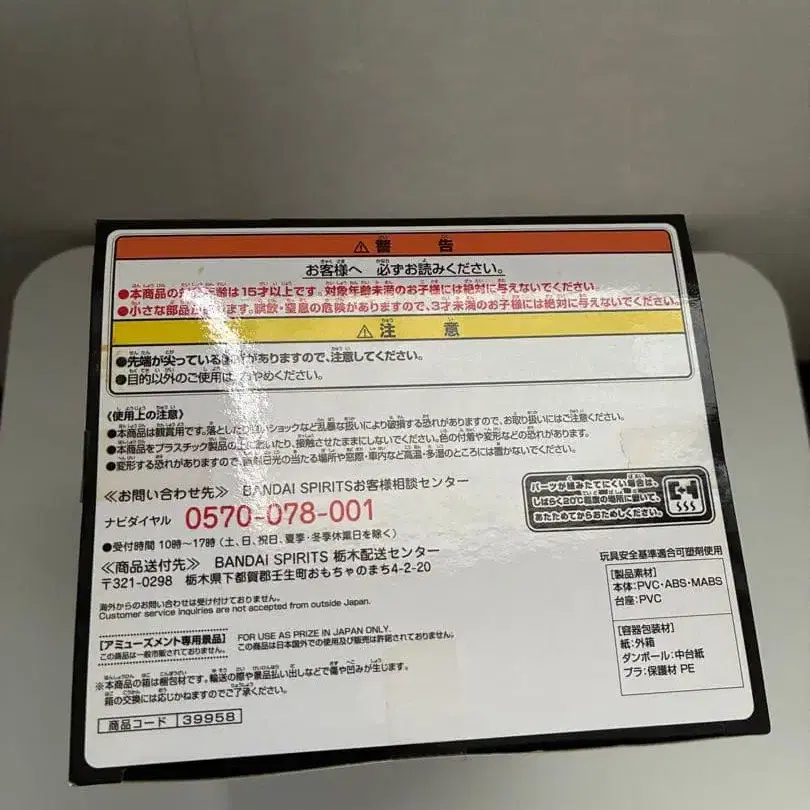 ⚠警告
お客様へ 必ずお読みください。
●本商品の対象年齢は15才以上です。対象年齢未満のお子様には絶対に与えないでください。
●小さな部品があります。誤飲・窒息の危険がありますので、3才未満のお子様には絶対に与えないでください。
⚠注意
●先端が尖っている がありますので、注意してください。
●目的以外のご使用は おやめください。
《使用上の注意》
●本商品は観賞用です。落としたり強いショックなど乱暴な扱いにより破損する恐れがありますので、お取り扱いにはご注意ください。
●本商品をプラスチック製品の上に置いたり、接触させたままにしないでください。色の付着や変形などの恐れがあります。
●変形する恐れがありますので、直射日光の当たる場所や窓際・車内など高温・多湿のところには置かないでください。
パーツが組みたてにくい場合は、
しばらく20℃程度の場所に置いて、
あたためてからおためしください。
≪お問い合わせ先≫ BANDAI SPIRITSお客様相談センター
ナビダイヤル 0570-078-001
●受付時間 10時〜17時(土、日、祝日、夏季・冬季休業日を除く)
≪商品送付先≫ BANDAI SPIRITS 栃木配送センター
〒321-0298 栃木県下都賀郡壬生町おもちゃのまち4-2-20
海外からのお問い合わせは受け付けておりません。
Customer service inquiries are not accepted from outside Japan.
[アミューズメント専用景品]
この商品は一般市販されておりません。
FOR USE AS PRIZE IN JAPAN ONLY.
この商品は日本国外での使用及び販売は許諾されておりません。
※本商品の箱は梱包材です。輸送の際や景品払い出しなどで傷や凹みが生じます。
箱の交換には応じかねますのでご了承ください。
商品コード 39958
玩具安全基準適合可塑剤使用
[製品素材]
本体:PVC・ABS・MABS
台座:PVC
[容器包装材]
紙:外箱
ダンボール:中台紙
プラ:保護材 PE